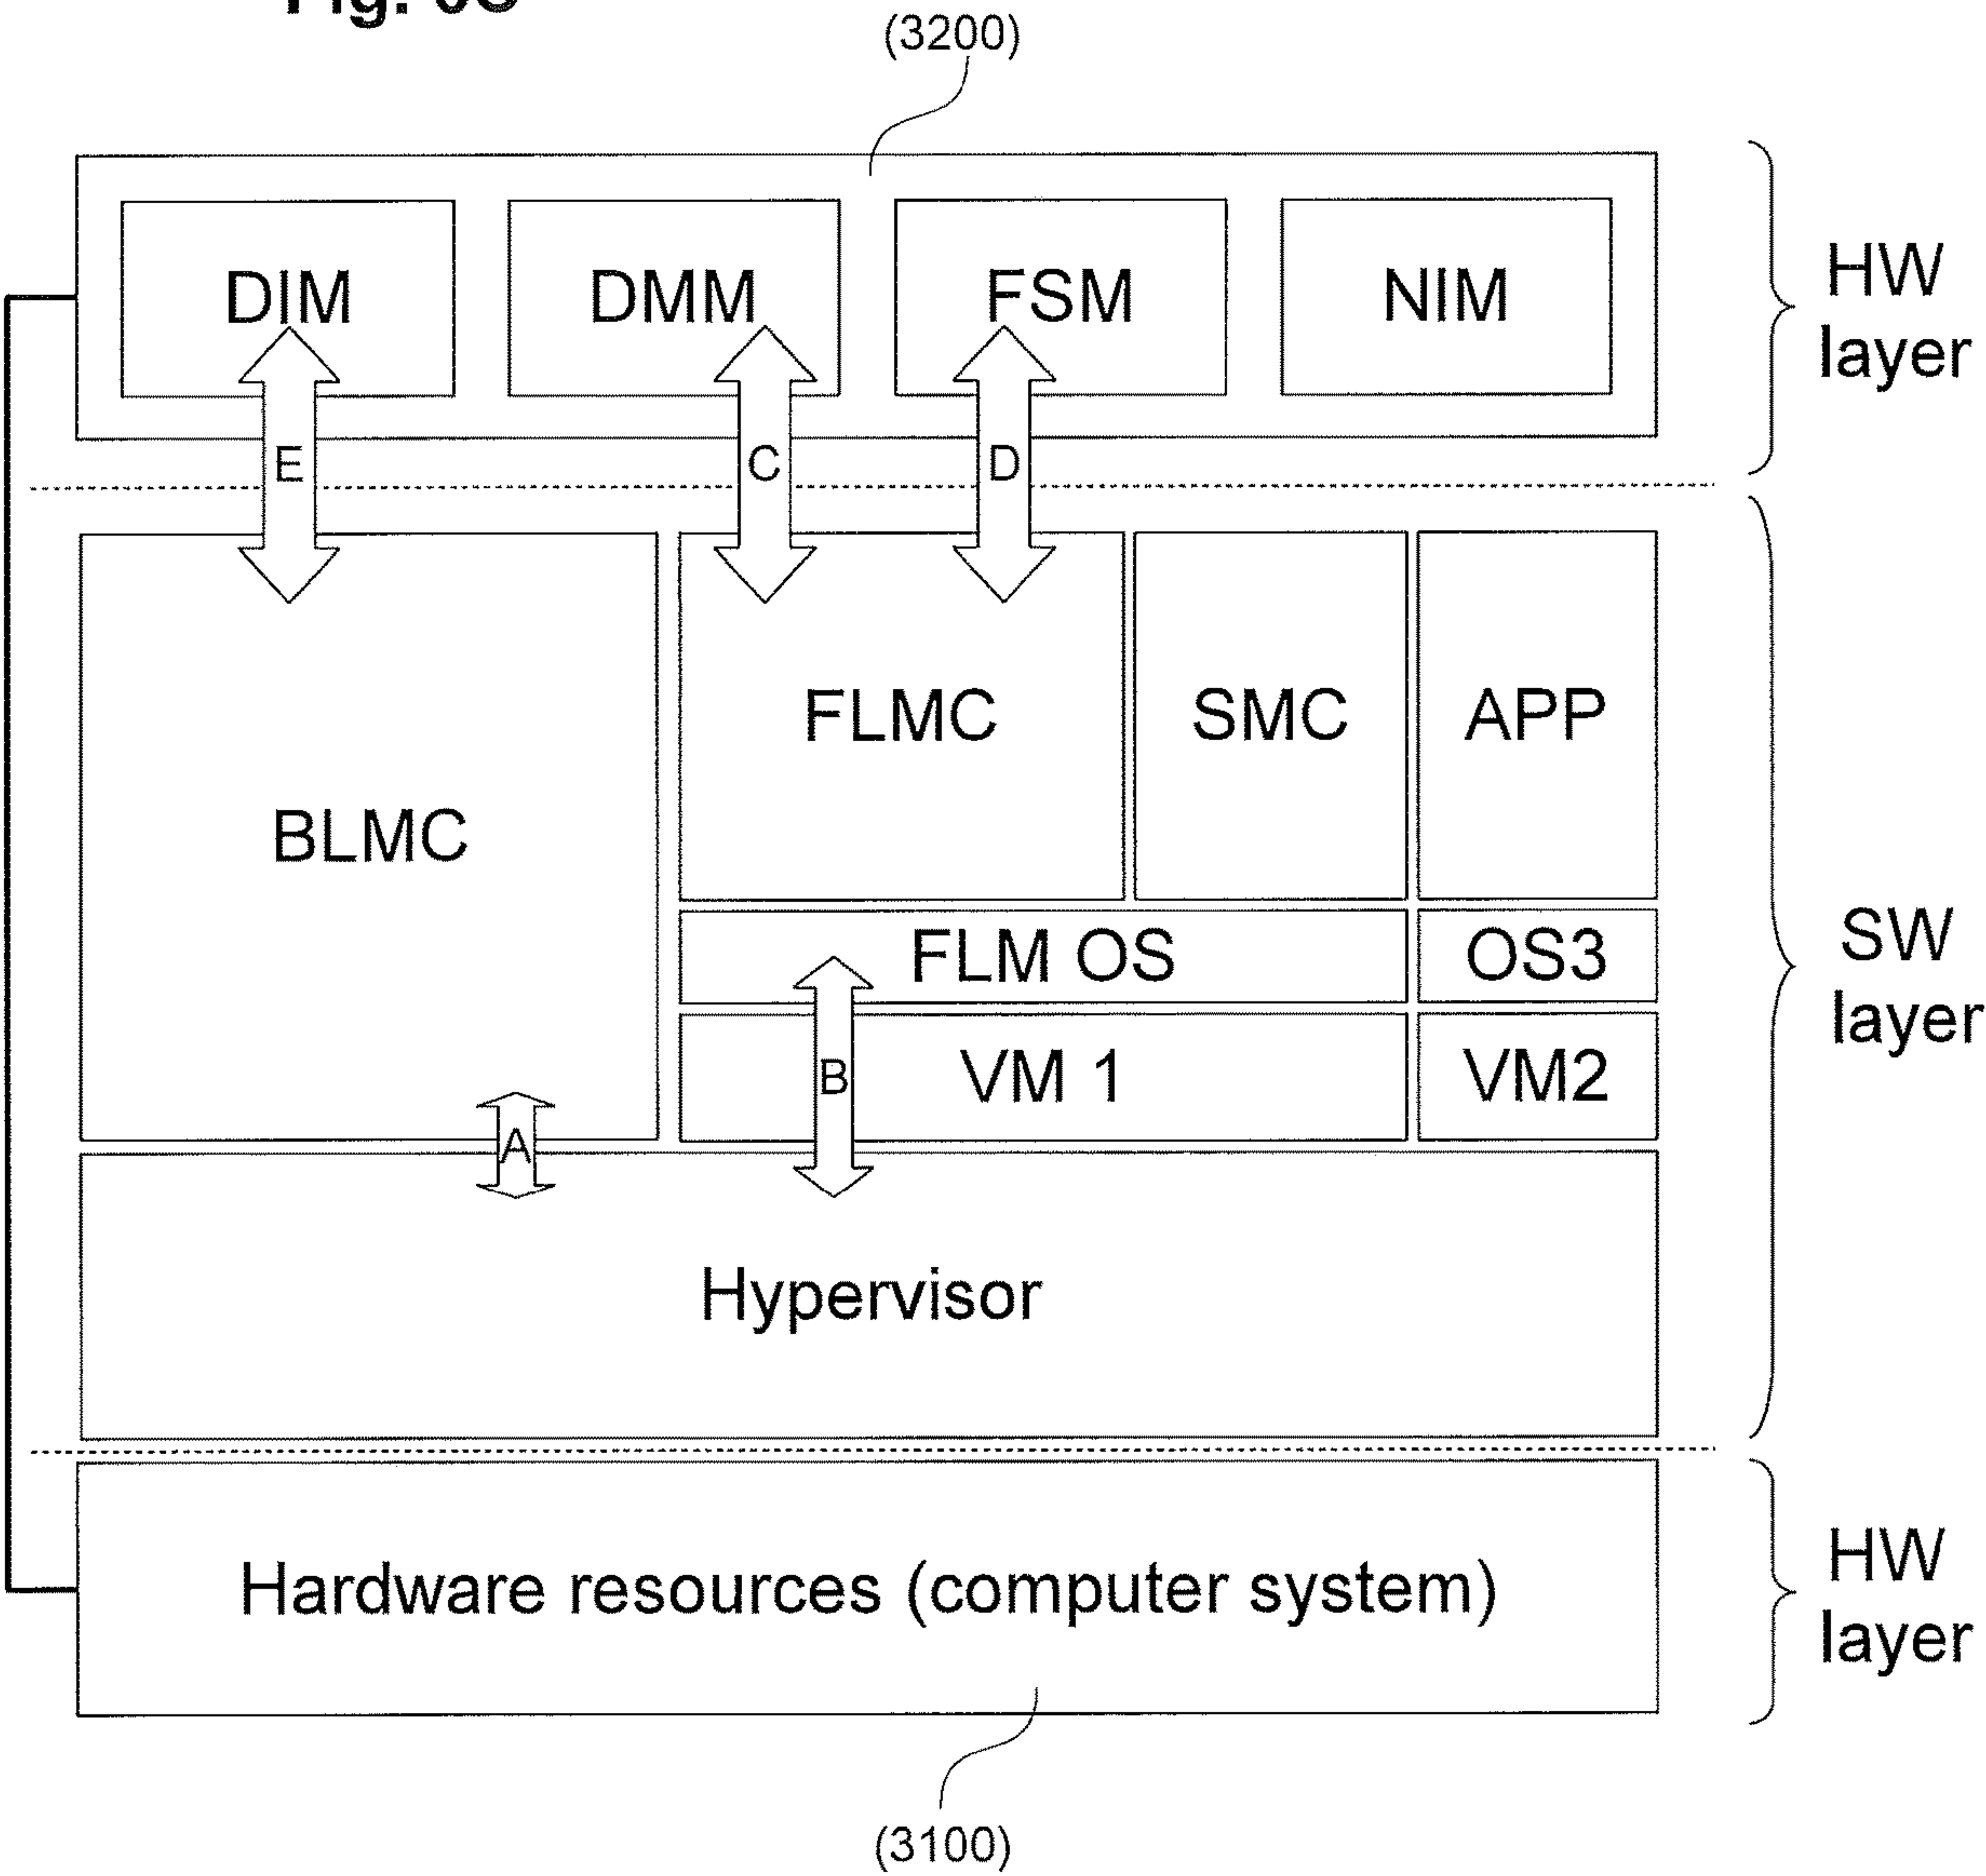 Fig.
(3200)
DIM
DMM
FSM
NIM
HW
layer
E
C
D
BLMC
FLMC
SMC
APP
FLM OS
OS3
VM 1
VM2
A
B
SW
layer
Hypervisor
Hardware resources (computer system)
HW
layer
(3100)